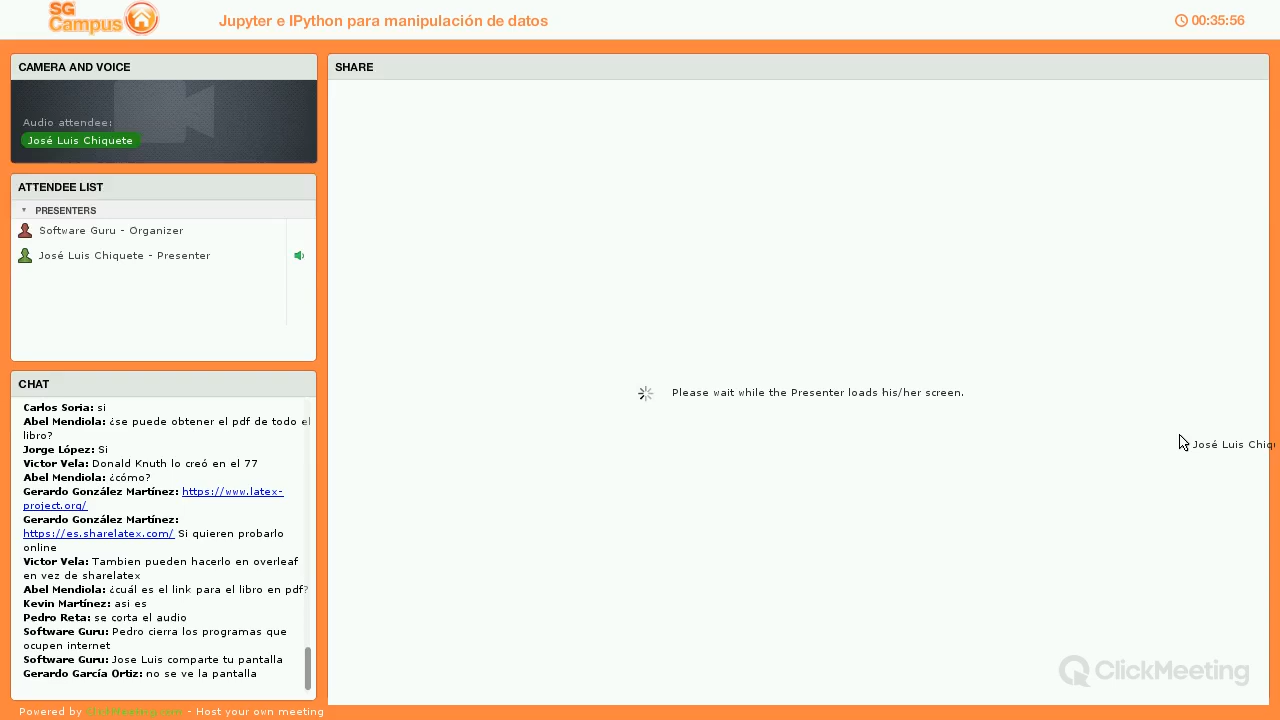 SG
Campus
Jupyter e IPython para manipulación de datos
00:35:56
CAMERA AND VOICE
Audio attendee:
José Luis Chiquete
ATTENDEE LIST
PRESENTERS
Software Guru - Organizer
José Luis Chiquete - Presenter
CHAT
Carlos Soria: si
Abel Mendiola: ¿se puede obtener el pdf de todo el
libro?
Jorge López: Si
Victor Vela: Donald Knuth lo creó en el 77
Abel Mendiola: ¿cómo?
Gerardo González Martínez: https://www.latex-
project.org/
Gerardo González Martínez:
https://es.sharelatex.com/ Si quieren probarlo
online
Victor Vela: Tambien pueden hacerlo en overleaf
en vez de sharelatex
Abel Mendiola: ¿cuál es el link para el libro en pdf?
Kevin Martínez: asi es
Pedro Reta: se corta el audio
Software Guru: Pedro cierra los programas que
ocupen internet
Software Guru: Jose Luis comparte tu pantalla
Gerardo García Ortiz: no se ve la pantalla
Powered by ClickMeeting.com - Host your own meeting
SHARE
Please wait while the Presenter loads his/her screen.
José Luis Chiq
ClickMeeting